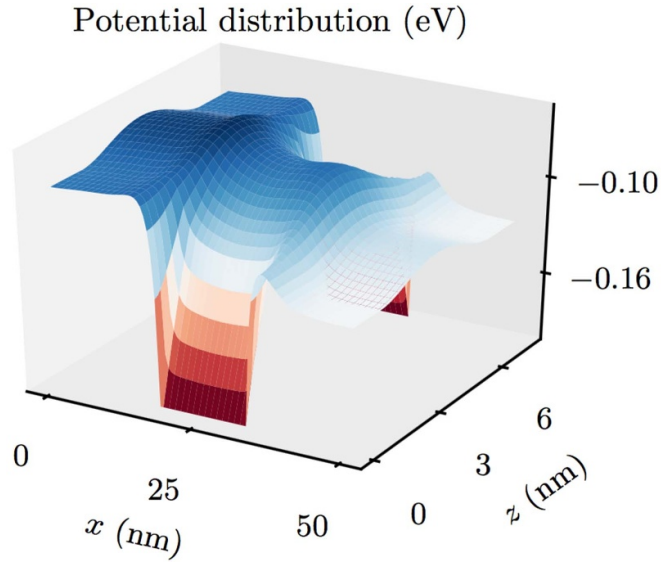 Potential distribution (eV)
−0.10
−0.16
0
25
50
x (nm)
0
3
6
z (nm)